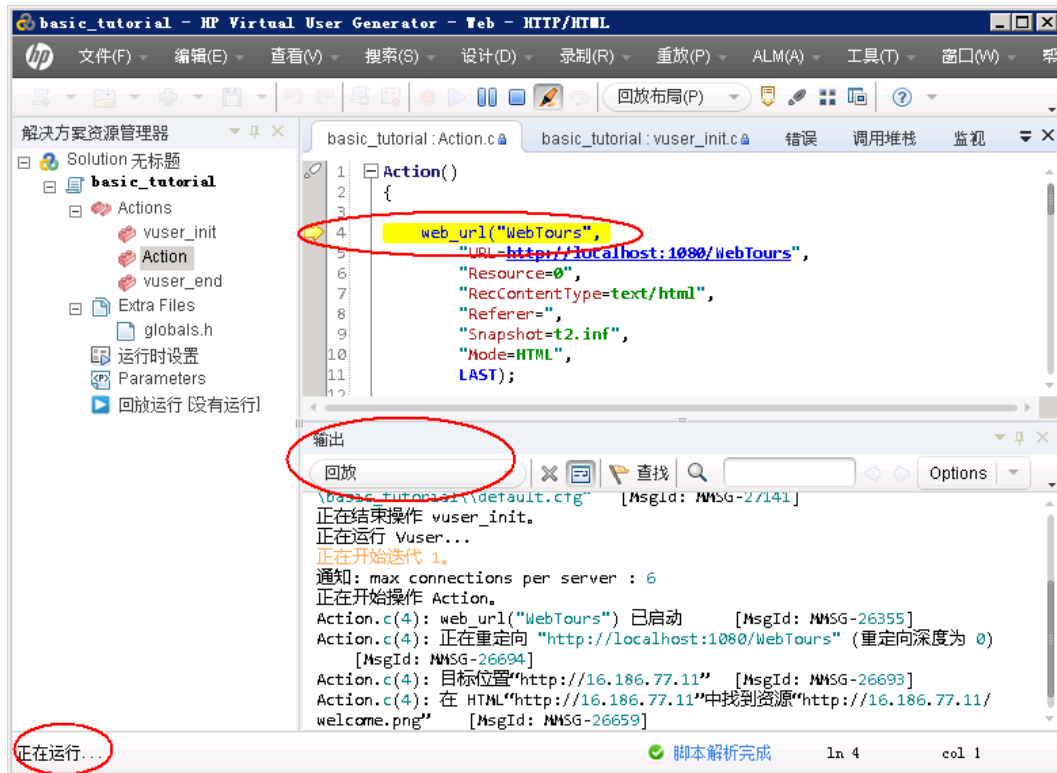 basic_tutorial - HP Virtual User Generator - Web - HTTP/HTML
hp 文件(F) 编辑(E) 查看(V) 搜索(S) 设计(D) 录制(R) 重放(P) ALM(A) 工具(T) 窗口(W)
回放布局(P)
解决方案资源管理器
Solution 无标题
basic_tutorial
Actions
vuser_init
Action
vuser_end
Extra Files
globals.h
运行时设置
Parameters
回放运行 [没有运行]
basic_tutorial : Action.c basic_tutorial : vuser_init.c 错误 调用堆栈 监视
1 Action()
2 {
3
4 web_url("WebTours",
5 "URL=http://localhost:1080/WebTours",
6 "Resource=0",
7 "RecContentType=text/html",
8 "Referer=",
9 "Snapshot=t2.inf",
10 "Mode=HTML",
11 LAST);
12
输出
回放 查找 Options
\basic_tutorial\\default.cfg" [MsgId: MMSG-27141]
正在结束操作 vuser_init。
正在运行 Vuser...
正在开始迭代 1。
通知: max connections per server : 6
正在开始操作 Action。
Action.c(4): web_url("WebTours") 已启动 [MsgId: MMSG-26355]
Action.c(4): 正在重定向 "http://localhost:1080/WebTours" (重定向深度为 0)
[MsgId: MMSG-26694]
Action.c(4): 目标位置“http://16.186.77.11” [MsgId: MMSG-26693]
Action.c(4): 在 HTML“http://16.186.77.11”中找到资源“http://16.186.77.11/
welcome.png” [MsgId: MMSG-26659]
正在运行... 脚本解析完成 ln 4 col 1